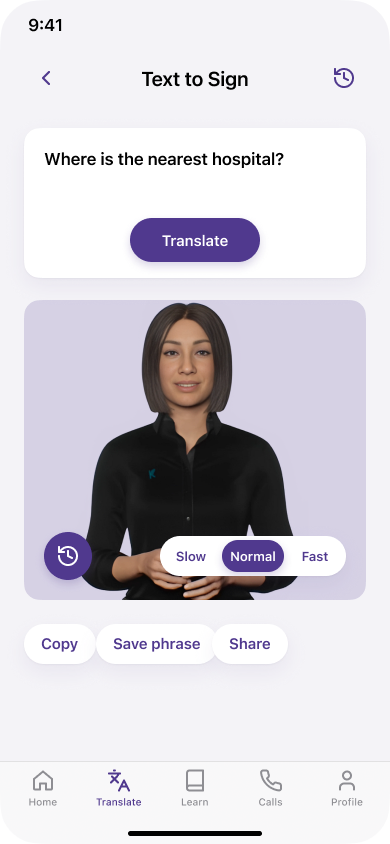 9:41
Text to Sign
Where is the nearest hospital?
Translate
Slow Normal Fast
Copy Save phrase Share
Home Translate Learn Calls Profile